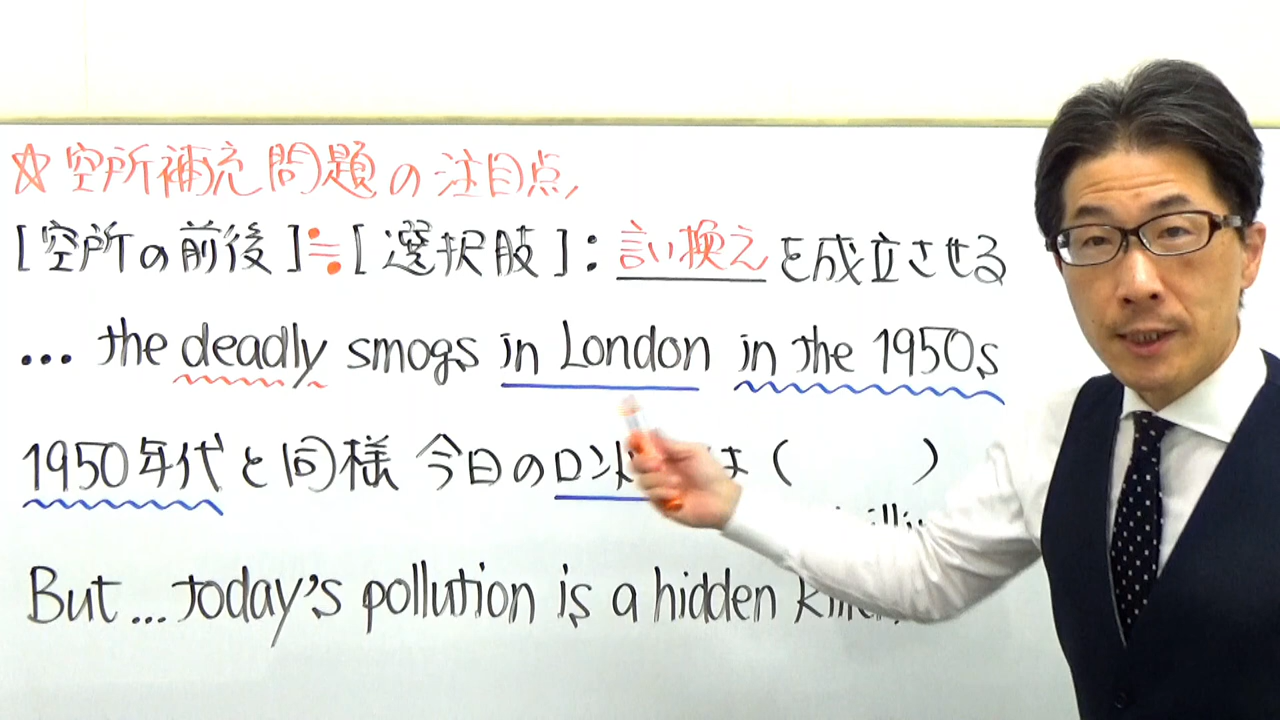 ☆空所補充問題の注目点
[空所の前後]≒[選択肢]:言い換えを成立させる
... the deadly smogs in London in the 1950s
1950年代と同様 今日のロン は( )
But ... today's pollution is a hidden